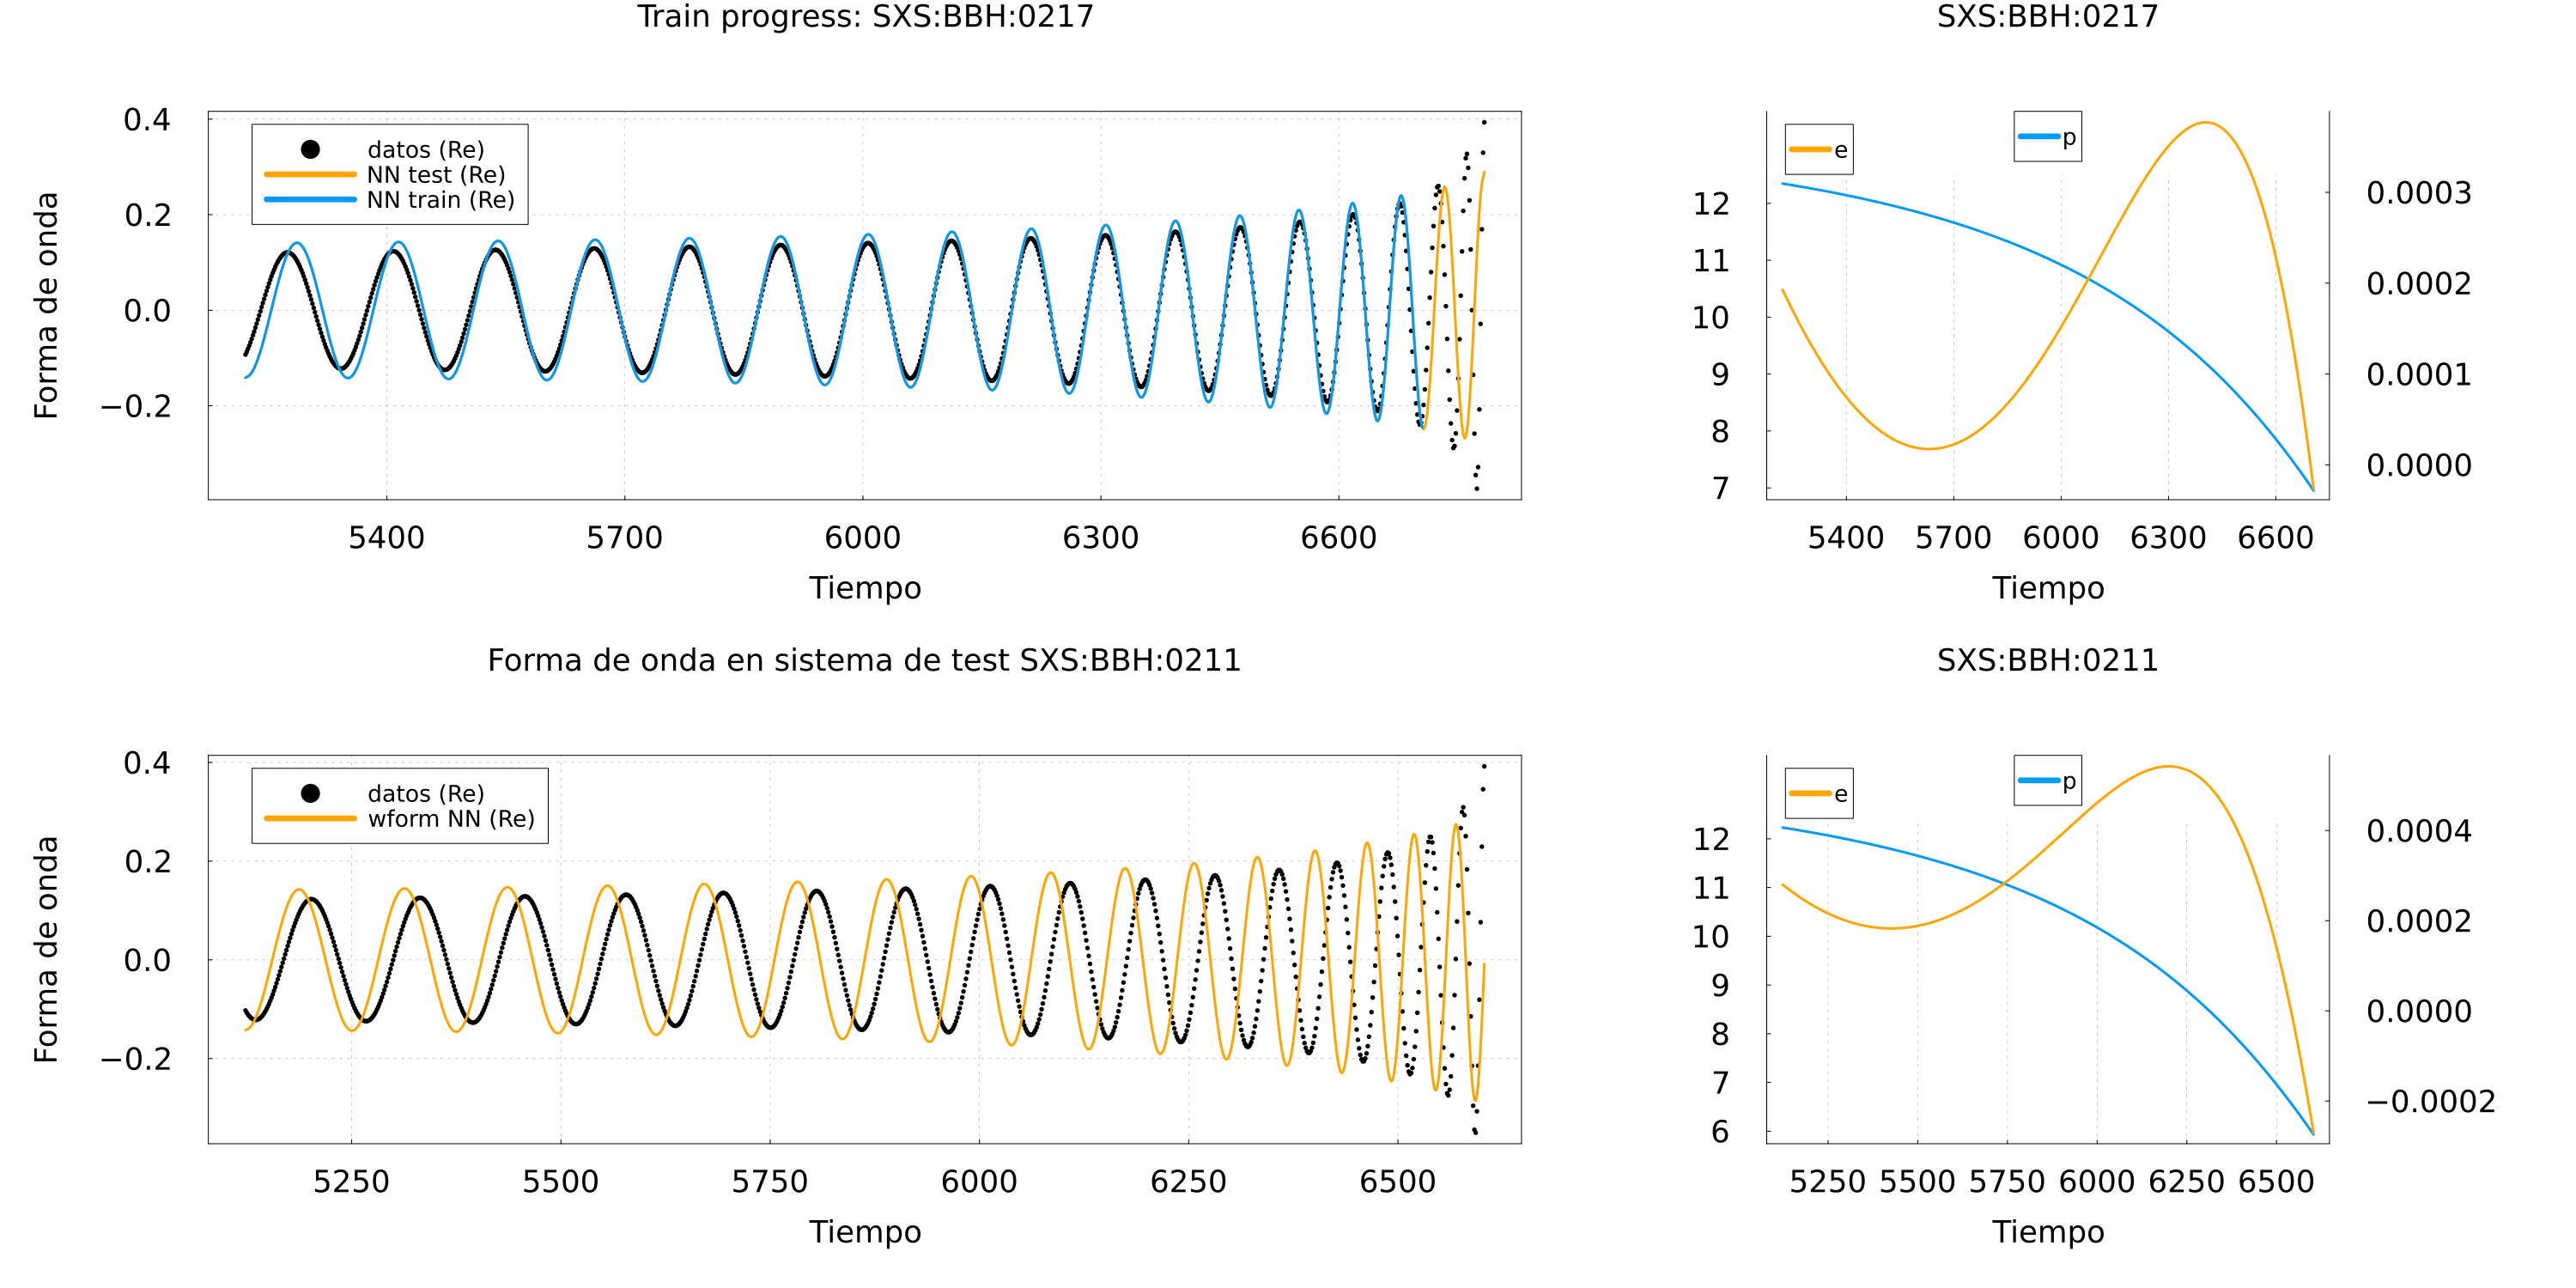 Train progress: SXS:BBH:0217
0.4
0.2
0.0
−0.2
Forma de onda
datos (Re)
NN test (Re)
NN train (Re)
5400 5700 6000 6300 6600
Tiempo
SXS:BBH:0217
e
p
12
11
10
9
8
7
0.0003
0.0002
0.0001
0.0000
5400 5700 6000 6300 6600
Tiempo
Forma de onda en sistema de test SXS:BBH:0211
0.4
0.2
0.0
−0.2
Forma de onda
datos (Re)
wform NN (Re)
5250 5500 5750 6000 6250 6500
Tiempo
SXS:BBH:0211
e
p
12
11
10
9
8
7
6
0.0004
0.0002
0.0000
−0.0002
5250 5500 5750 6000 6250 6500
Tiempo